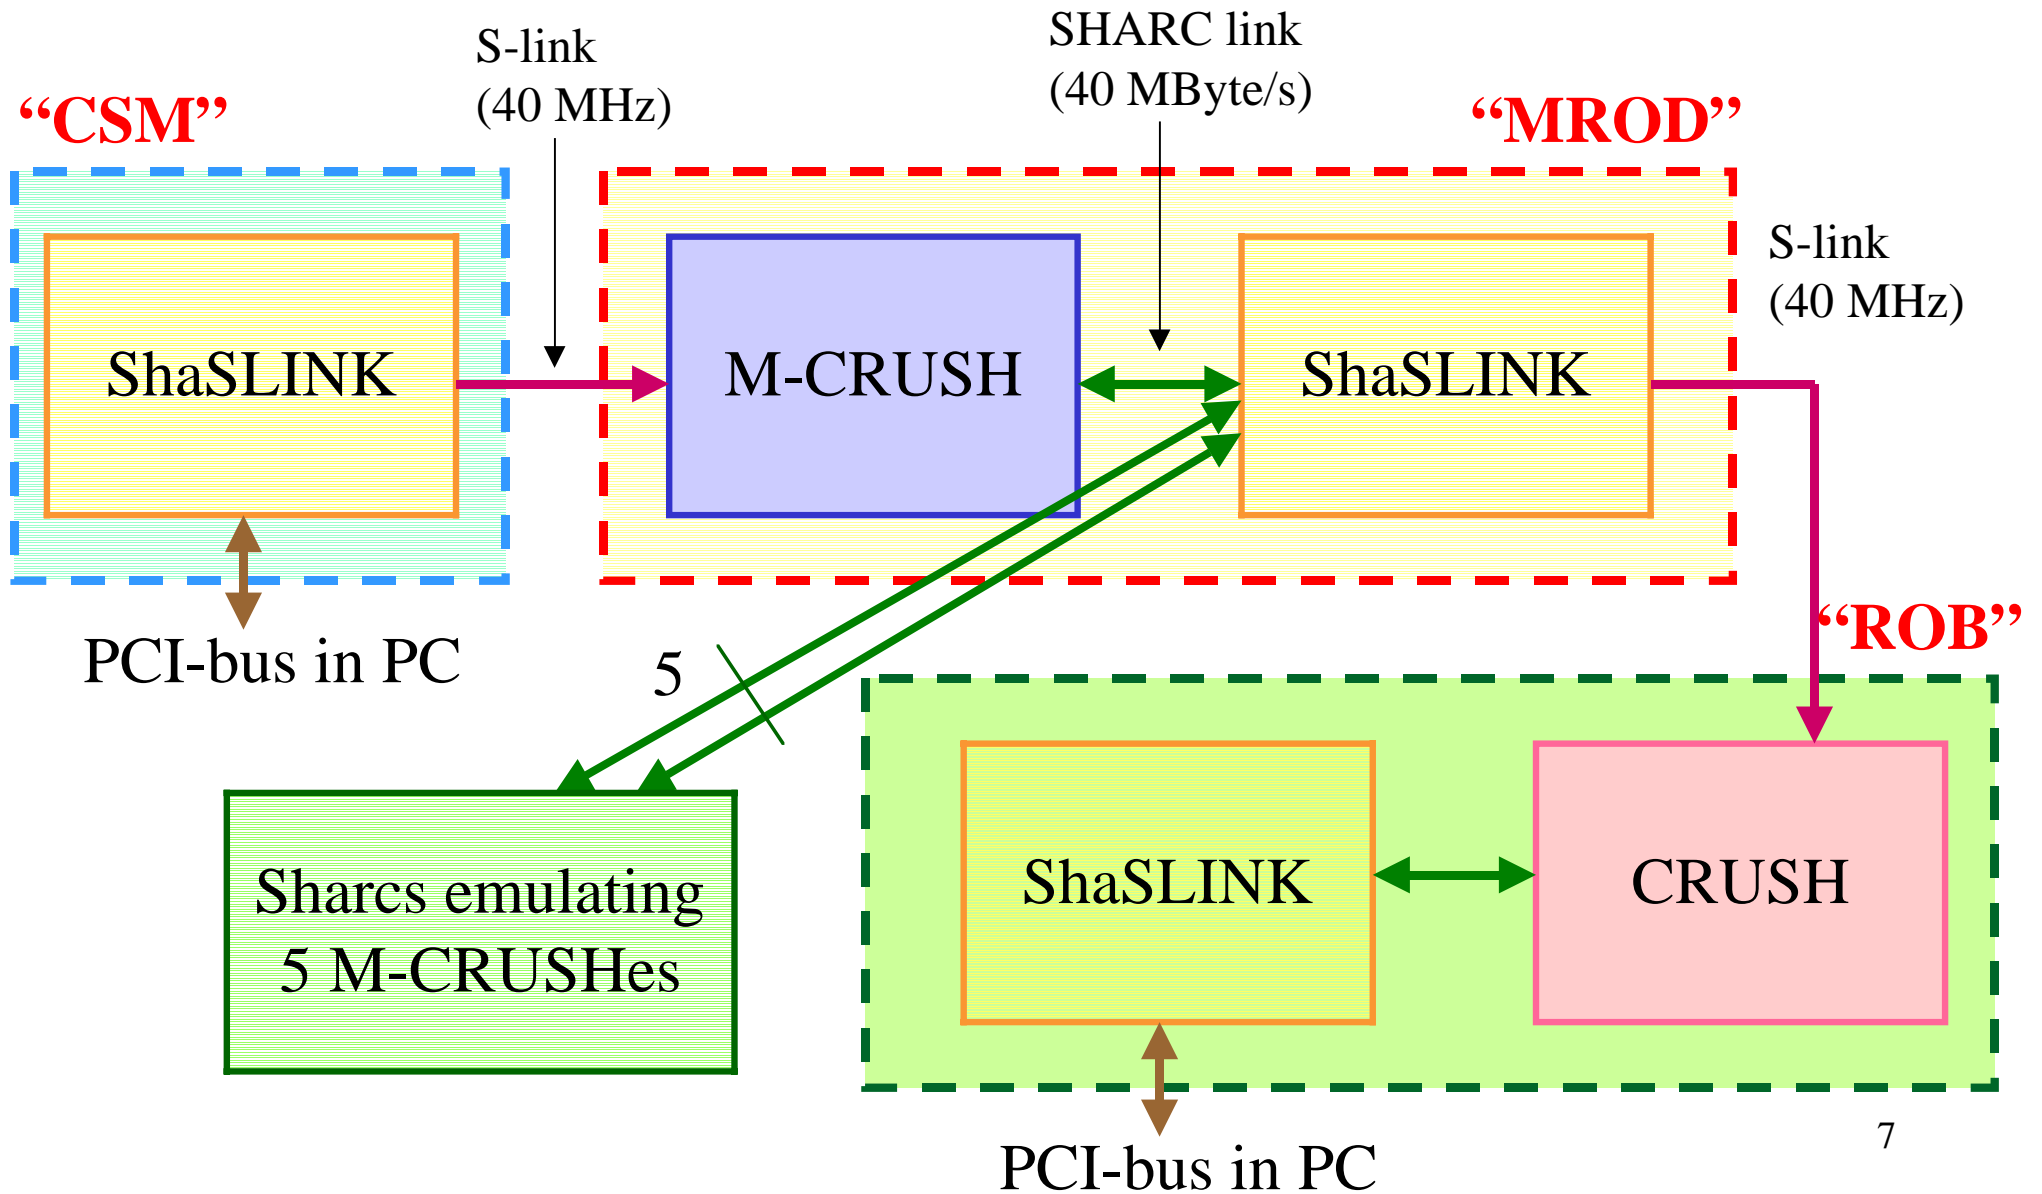 S-link
(40 MHz)
SHARC link
(40 MByte/s)
“CSM”
“MROD”
S-link
(40 MHz)
ShaSLINK
M-CRUSH
ShaSLINK
PCI-bus in PC
5
“ROB”
Sharcs emulating
5 M-CRUSHes
ShaSLINK
CRUSH
PCI-bus in PC
7